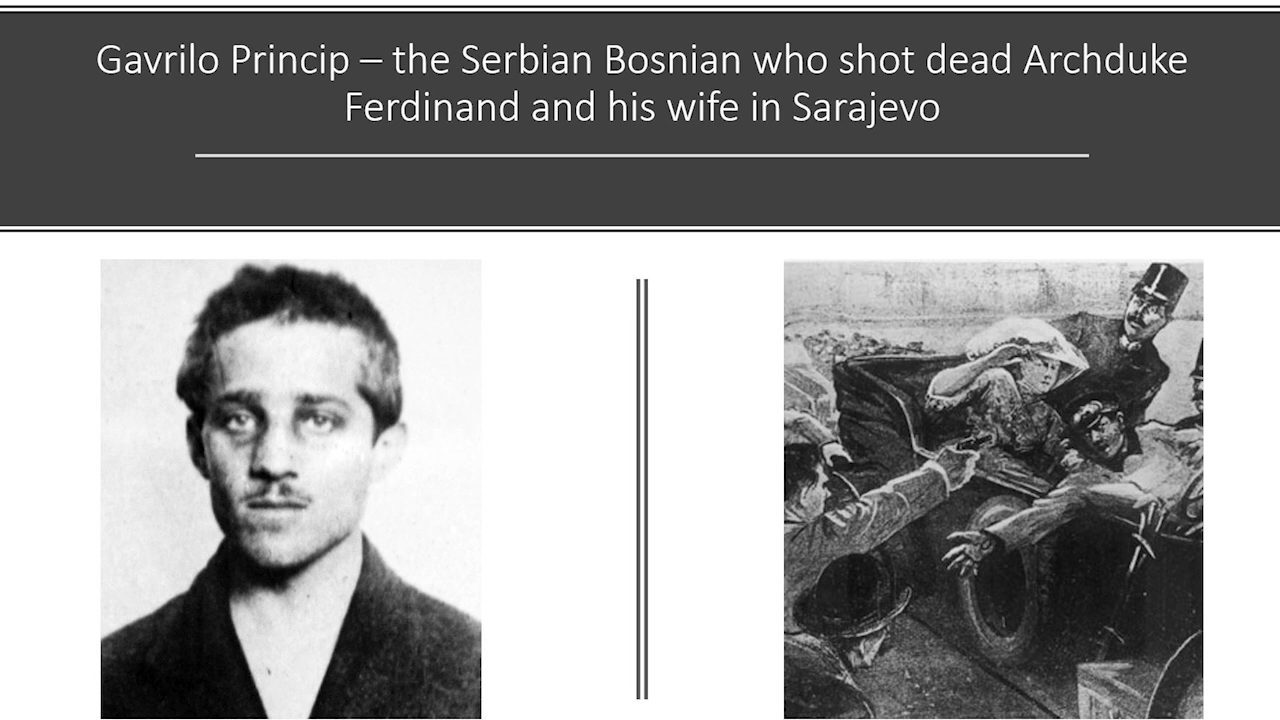 Gavrilo Princip – the Serbian Bosnian who shot dead Archduke
Ferdinand and his wife in Sarajevo